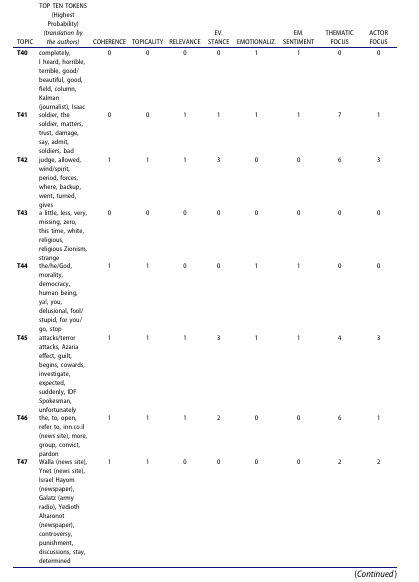 TOP TEN TOKENS
(Highest
Probability)
(translation by
the authors)
TOPIC COHERENCE TOPICALITY RELEVANCE EV. STANCE EMOTIONALIZ. EM. SENTIMENT THEMATIC FOCUS ACTOR FOCUS
T40 completely, 0 0 0 0 1 1 0 0
I heard, horrible,
terrible, good/
beautiful, good,
field, column,
Kalman
(journalist), Isaac
T41 soldier, the 0 0 1 1 1 1 7 1
soldier, matters,
trust, damage,
say, admit,
soldiers, bad
T42 judge, allowed, 1 1 1 3 0 0 6 3
wind/spirit,
period, forces,
where, backup,
went, turned,
gives
T43 a little, less, very, 0 0 0 0 0 0 0 0
missing, zero,
this time, white,
religious,
religious Zionism,
strange
T44 the/he/God, 1 1 0 0 1 1 0 0
morality,
democracy,
human being,
ya!, you,
delusional, fool/
stupid, for you/
go, stop
T45 attacks/terror 1 1 1 3 1 1 4 3
attacks, Azaria
effect, guilt,
begins, cowards,
investigate,
expected,
suddenly, IDF
Spokesman,
unfortunately
T46 the, to, open, 1 1 1 2 0 0 6 1
refer to, inn.co.il
(news site), more,
group, convict,
pardon
T47 Walla (news site), 1 1 0 0 0 0 2 2
Ynet (news site),
Israel Hayom
(newspaper),
Galatz (army
radio), Yedioth
Aharonot
(newspaper),
controversy,
punishment,
discussions, stay,
determined
(Continued)